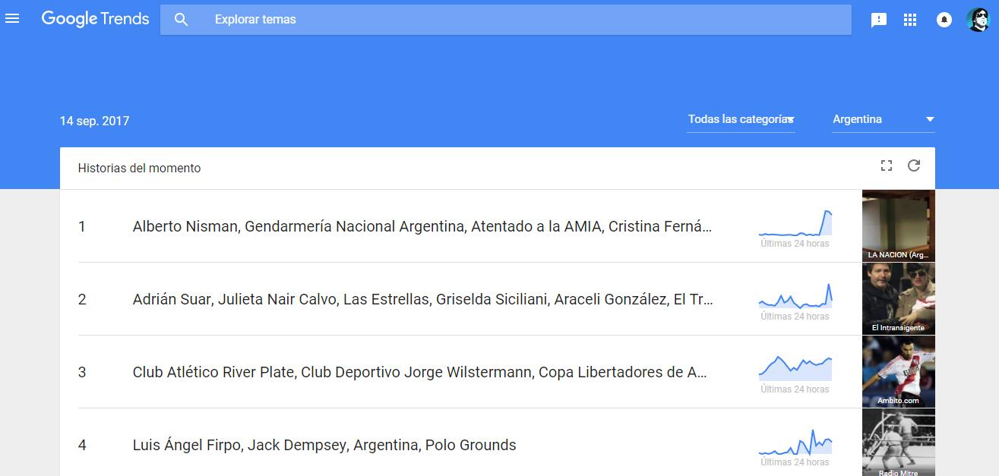 Google Trends
Explorar temas
14 sep. 2017
Todas las categorías
Argentina
Historias del momento
1
Alberto Nisman, Gendarmería Nacional Argentina, Atentado a la AMIA, Cristina Ferná...
Últimas 24 horas
LA NACION (Arg...
2
Adrián Suar, Julieta Nair Calvo, Las Estrellas, Griselda Siciliani, Araceli González, El Tr...
Últimas 24 horas
El Intransigente
3
Club Atlético River Plate, Club Deportivo Jorge Wilstermann, Copa Libertadores de A...
Últimas 24 horas
Ambito.com
4
Luis Ángel Firpo, Jack Dempsey, Argentina, Polo Grounds
Últimas 24 horas
Radio Mitre